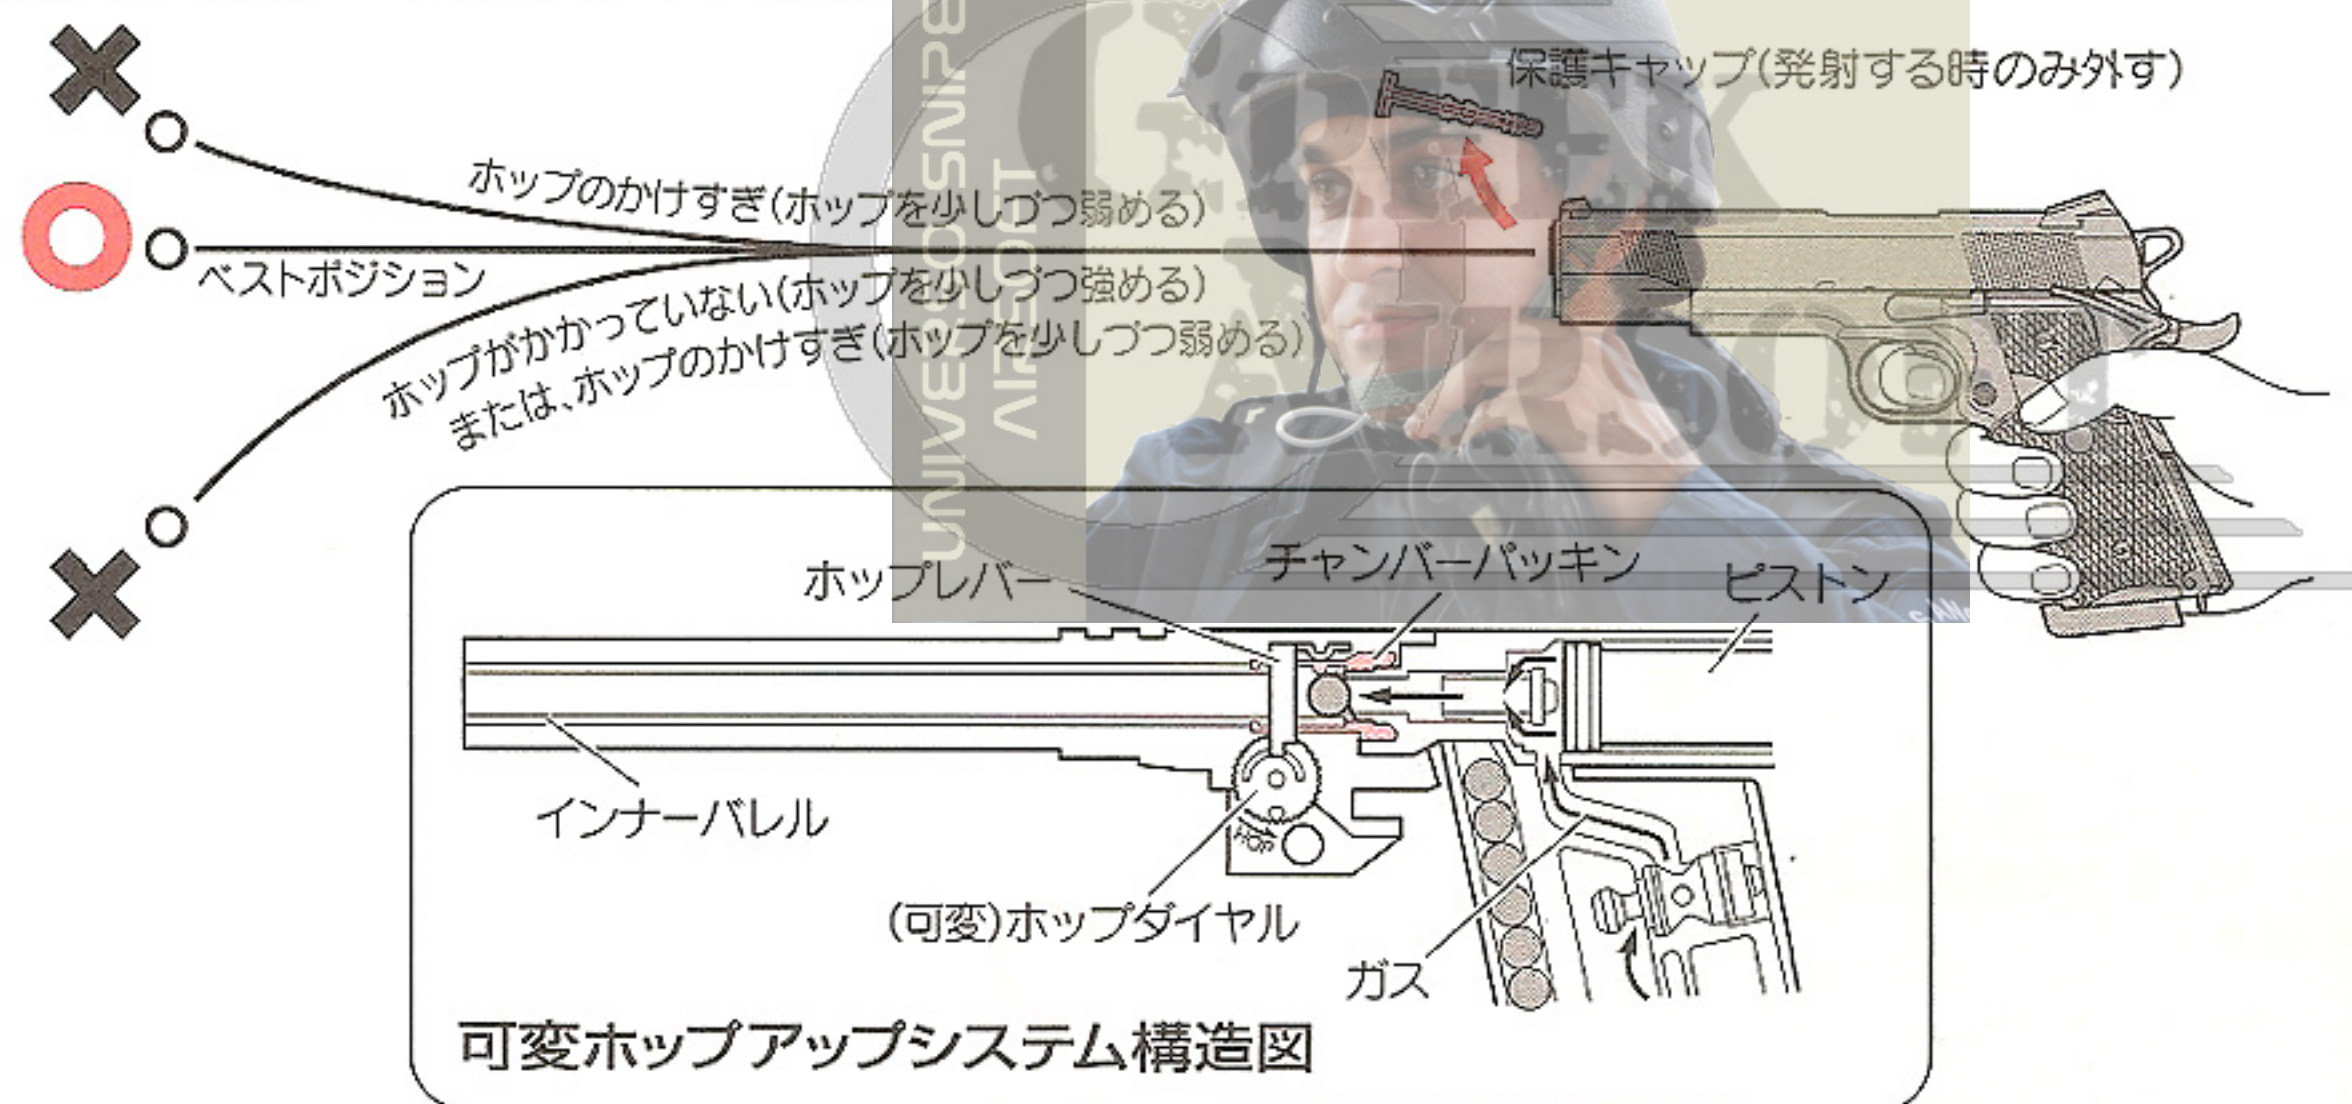 保護キャップ(発射する時のみ外す)
ホップのかけすぎ(ホップを少しづつ弱める)
ベストポジション
ホップがかかっていない(ホップを少しづつ強める)
または、ホップのかけすぎ(ホップを少しづつ弱める)
UNIVERSO SNIPE
AIRSOFT
ホップレバー
チャンバーパッキン
ピストン
インナーバレル
HOP
(可変)ホップダイヤル
ガス
可変ホップアップシステム構造図